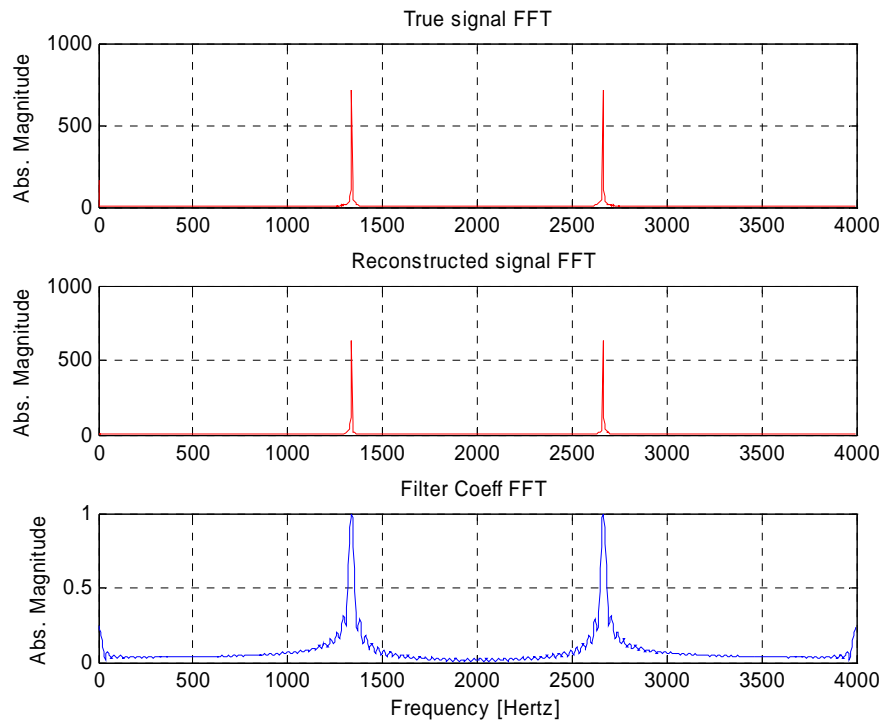 True signal FFT
1000
500
0
Abs. Magnitude
0 500 1000 1500 2000 2500 3000 3500 4000
Reconstructed signal FFT
1000
500
0
Abs. Magnitude
0 500 1000 1500 2000 2500 3000 3500 4000
Filter Coeff FFT
1
0.5
0
Abs. Magnitude
0 500 1000 1500 2000 2500 3000 3500 4000
Frequency [Hertz]